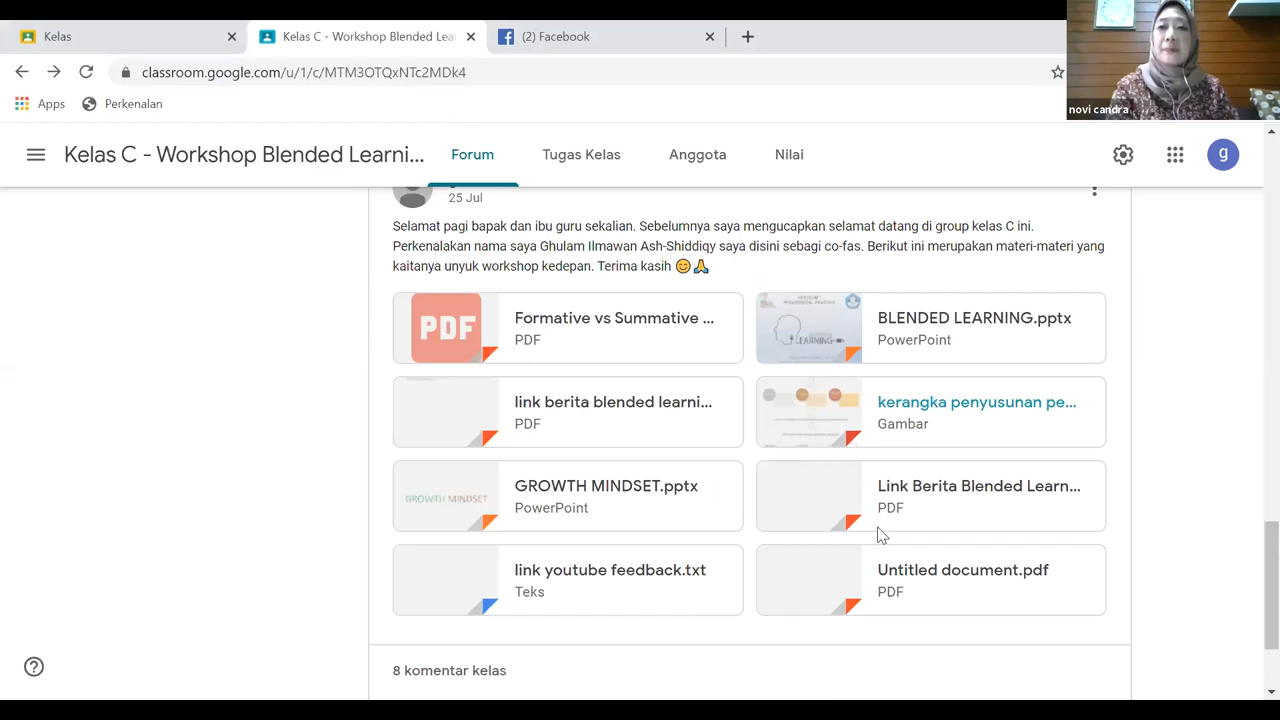 Kelas
Kelas C - Workshop Blended Lea
(2) Facebook
classroom.google.com/u/1/c/MTM3OTQxNTc2MDk4
Apps
Perkenalan
novi candra
Kelas C - Workshop Blended Learni...
Forum
Tugas Kelas
Anggota
Nilai
g
25 Jul
Selamat pagi bapak dan ibu guru sekalian. Sebelumnya saya mengucapkan selamat datang di group kelas C ini.
Perkenalakan nama saya Ghulam Ilmawan Ash-Shiddiqy saya disini sebagi co-fas. Berikut ini merupakan materi-materi yang
kaitanya unyuk workshop kedepan. Terima kasih 😊🙏
PDF
Formative vs Summative ...
PDF
LEARNING
BLENDED LEARNING.pptx
PowerPoint
link berita blended learni...
PDF
kerangka penyusunan pe...
Gambar
GROWTH MINDSET
GROWTH MINDSET.pptx
PowerPoint
Link Berita Blended Learn...
PDF
link youtube feedback.txt
Teks
Untitled document.pdf
PDF
8 komentar kelas